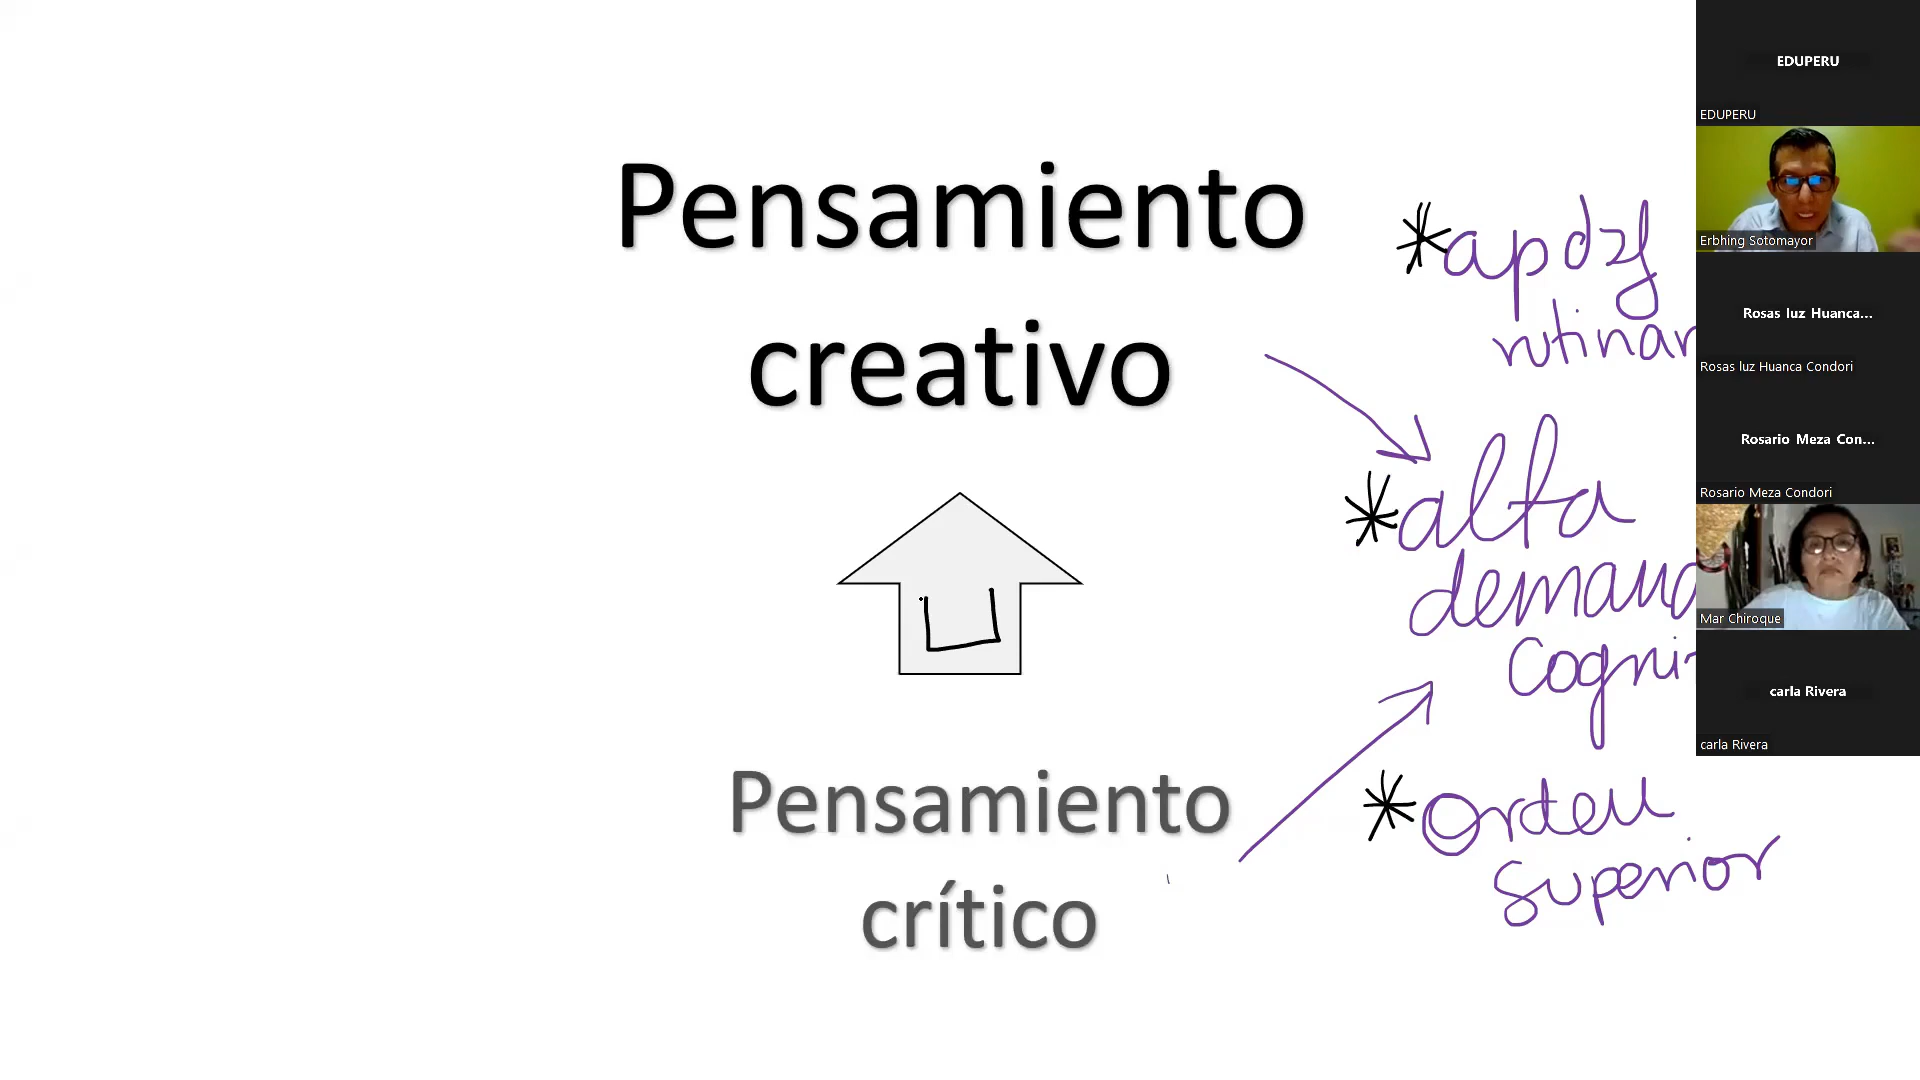 Pensamiento
creativo
Pensamiento
crítico
*apdzj
rutinar
*alta
demand
cogni
*orden
superior
EDUPERU
EDUPERU
Erbhing Sotomayor
Rosas luz Huanca...
Rosas luz Huanca Condori
Rosario Meza Con...
Rosario Meza Condori
Mar Chiroque
carla Rivera
carla Rivera